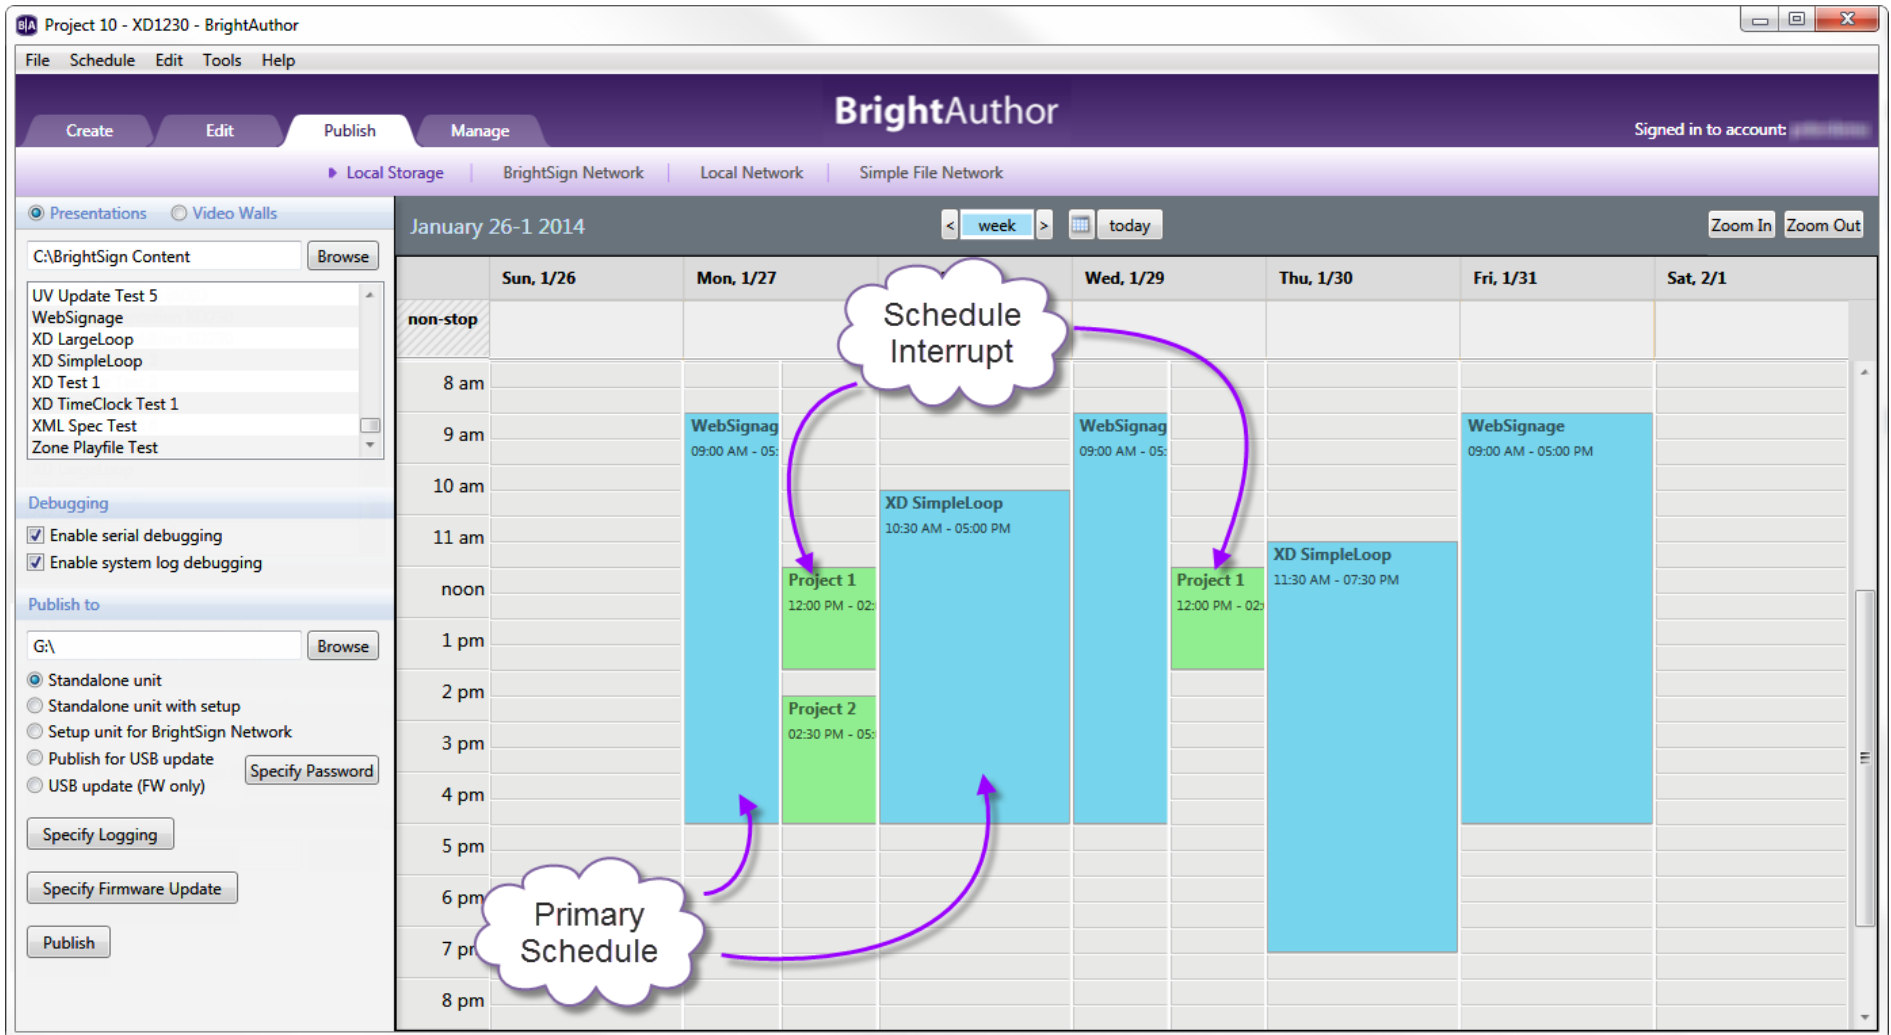 Project 10 - XD1230 - BrightAuthor
File Schedule Edit Tools Help
BrightAuthor
Create Edit Publish Manage
Signed in to account:
Local Storage BrightSign Network Local Network Simple File Network
Presentations Video Walls
January 26-1 2014
< week > today
Zoom In Zoom Out
C:\BrightSign Content Browse
UV Update Test 5
WebSignage
XD LargeLoop
XD SimpleLoop
XD Test 1
XD TimeClock Test 1
XML Spec Test
Zone Playfile Test
Debugging
Enable serial debugging
Enable system log debugging
Publish to
G:\ Browse
Standalone unit
Standalone unit with setup
Setup unit for BrightSign Network
Publish for USB update
USB update (FW only)
Specify Password
Specify Logging
Specify Firmware Update
Publish
Sun, 1/26 Mon, 1/27 Wed, 1/29 Thu, 1/30 Fri, 1/31 Sat, 2/1
non-stop
8 am
9 am
10 am
11 am
noon
1 pm
2 pm
3 pm
4 pm
5 pm
6 pm
7 pm
8 pm
Schedule
Interrupt
WebSignag
09:00 AM - 05:
Project 1
12:00 PM - 02:
Project 2
02:30 PM - 05:
XD SimpleLoop
10:30 AM - 05:00 PM
WebSignag
09:00 AM - 05:
Project 1
12:00 PM - 02:
XD SimpleLoop
11:30 AM - 07:30 PM
WebSignage
09:00 AM - 05:00 PM
Primary
Schedule